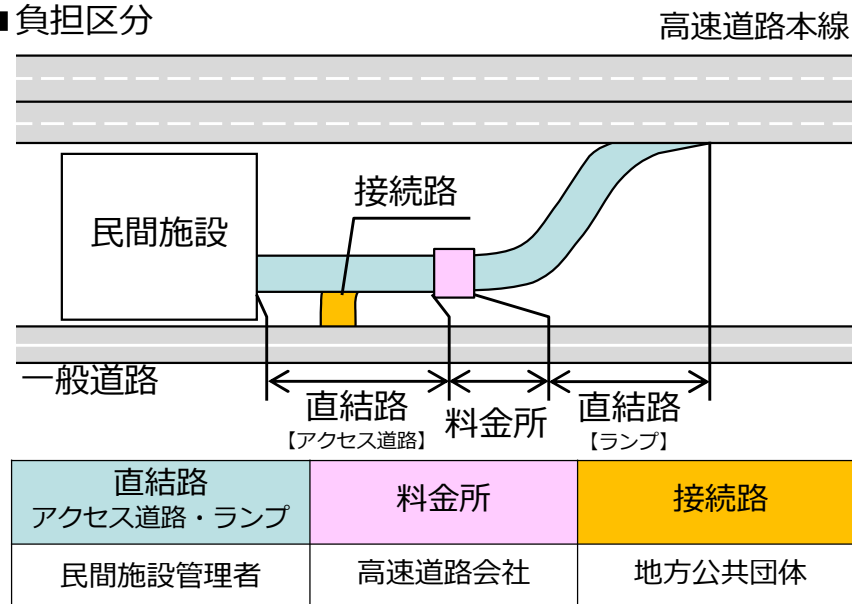 ■負担区分
高速道路本線
接続路
民間施設
一般道路
直結路
【アクセス道路】
料金所
直結路
【ランプ】
直結路
アクセス道路・ランプ
料金所
接続路
民間施設管理者
高速道路会社
地方公共団体